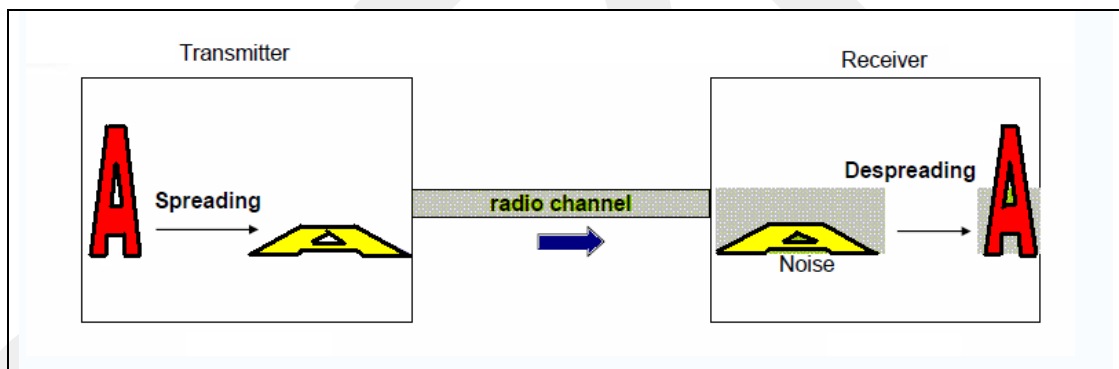 Transmitter
Receiver
A
Spreading
A
radio channel
Despreading
A
Noise
A